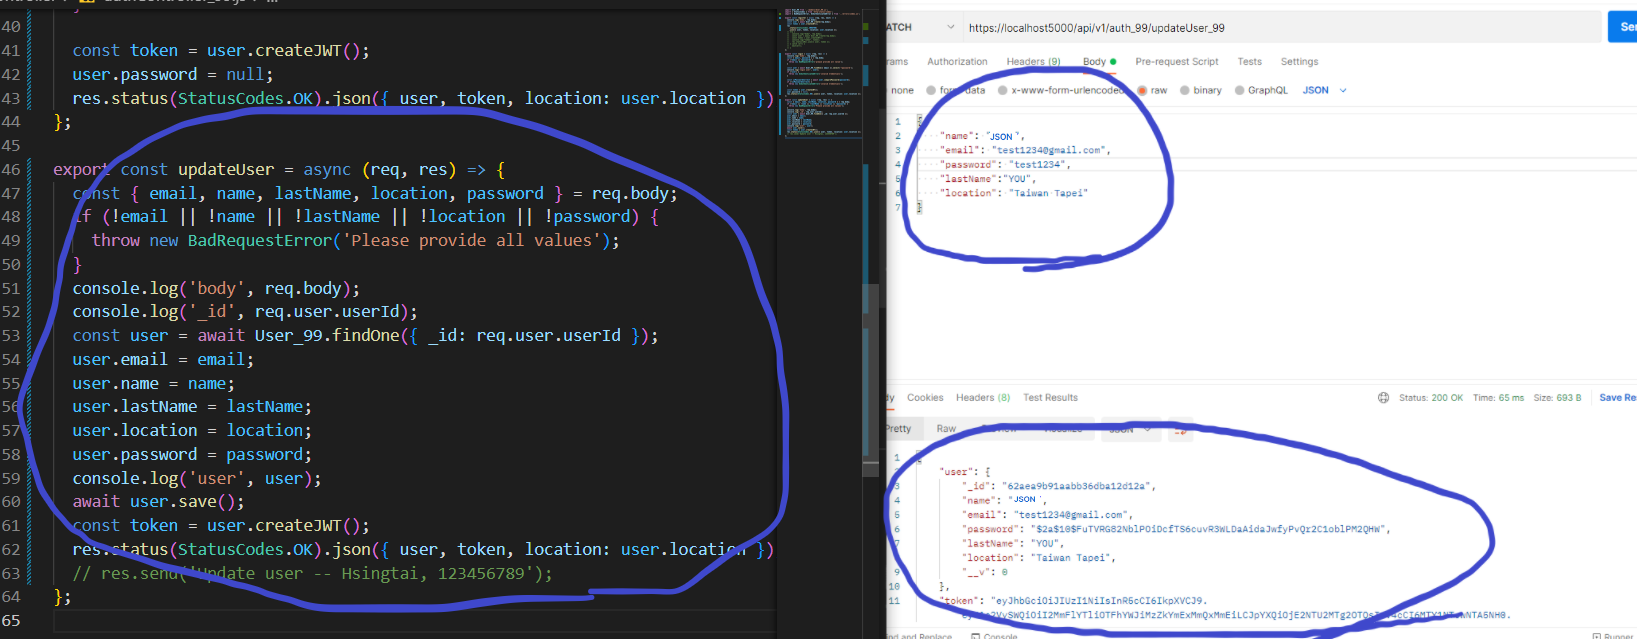 40 }
41 const token = user.createJWT();
42 user.password = null;
43 res.status(StatusCodes.OK).json({ user, token, location: user.location })
44 };
45
46 export const updateUser = async (req, res) => {
47 const { email, name, lastName, location, password } = req.body;
48 if (!email || !name || !lastName || !location || !password) {
49 throw new BadRequestError('Please provide all values');
50 }
51 console.log('body', req.body);
52 console.log('_id', req.user.userId);
53 const user = await User_99.findOne({ _id: req.user.userId });
54 user.email = email;
55 user.name = name;
56 user.lastName = lastName;
57 user.location = location;
58 user.password = password;
59 console.log('user', user);
60 await user.save();
61 const token = user.createJWT();
62 res.status(StatusCodes.OK).json({ user, token, location: user.location })
63 // res.send('Update user -- Hsingtai, 123456789');
64 };
65
ATCH https://localhost5000/api/v1/auth_99/updateUser_99 Sen
rams Authorization Headers (9) Body Pre-request Script Tests Settings
none form-data x-www-form-urlencoded raw binary GraphQL JSON
1 {
2 "name": "JSON ",
3 "email": "test1234@gmail.com",
4 "password": "test1234",
5 "lastName":"YOU",
6 "location": "Taiwan Tapei"
7 }
dy Cookies Headers (8) Test Results Status: 200 OK Time: 65 ms Size: 693 B Save Re
Pretty Raw JSON
1 {
"user": {
3 "_id": "62aea9b91aabb36dba12d12a",
4 "name": "JSON ",
5 "email": "test1234@gmail.com",
6 "password": "$2a$10$FuTVRG82NblPOiDcfTS6cuvR3WLDaAidaJwfyPvQr2C1oblPM2QHW",
7 "lastName": "YOU",
8 "location": "Taiwan Tapei",
9 "__v": 0
10 },
11 "token": "eyJhbGciOiJIUzI1NiIsInR5cCI6IkpXVCJ9.
ind and Replace Console